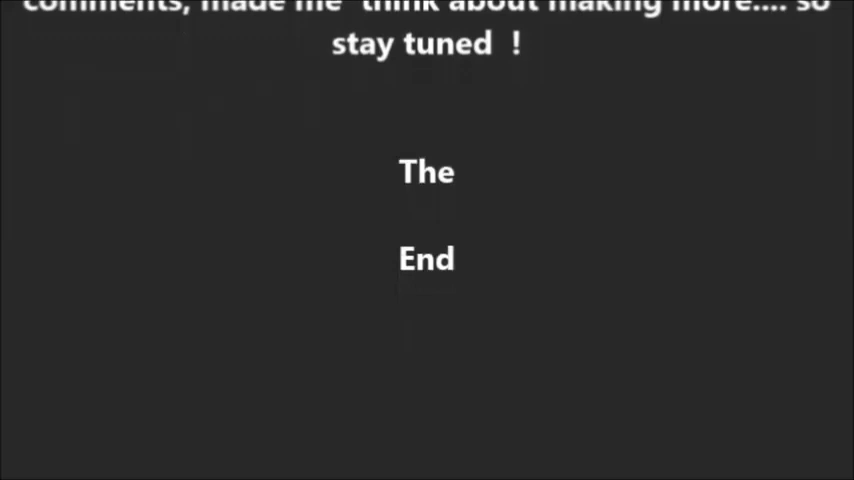 comments, made me think about making more.... so
stay tuned !
The
End